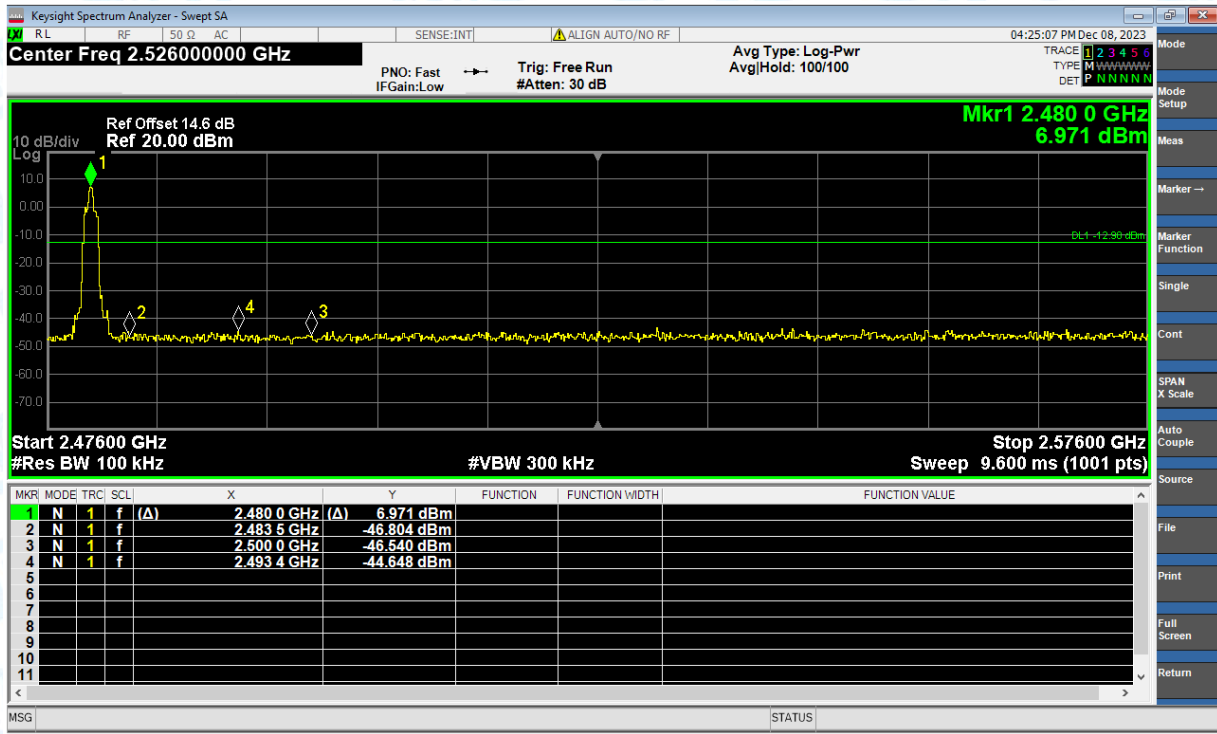 Keysight Spectrum Analyzer - Swept SA
LXI RL RF 50 Ω AC SENSE:INT ALIGN AUTO/NO RF 04:25:07 PM Dec 08, 2023
Center Freq 2.526000000 GHz
PNO: Fast
IFGain:Low
Trig: Free Run
#Atten: 30 dB
Avg Type: Log-Pwr
Avg|Hold: 100/100
TRACE 1 2 3 4 5 6
TYPE M WWWWW
DET P N N N N N
Mkr1 2.480 0 GHz
6.971 dBm
Ref Offset 14.6 dB
10 dB/div Ref 20.00 dBm
Log
1
10.0
0.00
-10.0
DL1 -12.90 dBm
-20.0
-30.0
2 4 3
-40.0
-50.0
-60.0
-70.0
Start 2.47600 GHz Stop 2.57600 GHz
#Res BW 100 kHz #VBW 300 kHz Sweep 9.600 ms (1001 pts)
MKR MODE TRC SCL X Y FUNCTION FUNCTION WIDTH FUNCTION VALUE
1 N 1 f (Δ) 2.480 0 GHz (Δ) 6.971 dBm
2 N 1 f 2.483 5 GHz -46.804 dBm
3 N 1 f 2.500 0 GHz -46.540 dBm
4 N 1 f 2.493 4 GHz -44.648 dBm
5
6
7
8
9
10
11
MSG STATUS
Mode
Mode
Setup
Meas
Marker →
Marker
Function
Single
Cont
SPAN
X Scale
Auto
Couple
Source
File
Print
Full
Screen
Return